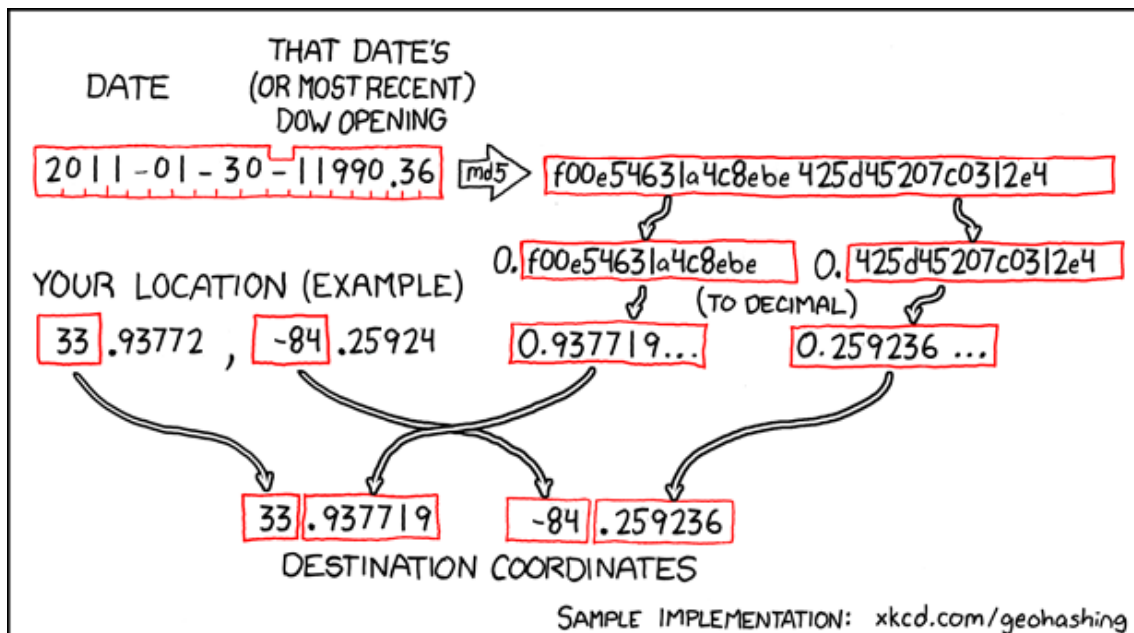 DATE
THAT DATE'S
(OR MOST RECENT)
DOW OPENING
2011-01-30-11990.36
md5
f00e54631a4c8ebe425d45207c0312e4
0.f00e54631a4c8ebe
0.425d45207c0312e4
YOUR LOCATION (EXAMPLE)
(TO DECIMAL)
33.93772, -84.25924
0.937719...
0.259236 ...
33 .937719
-84 .259236
DESTINATION COORDINATES
SAMPLE IMPLEMENTATION: xkcd.com/geohashing